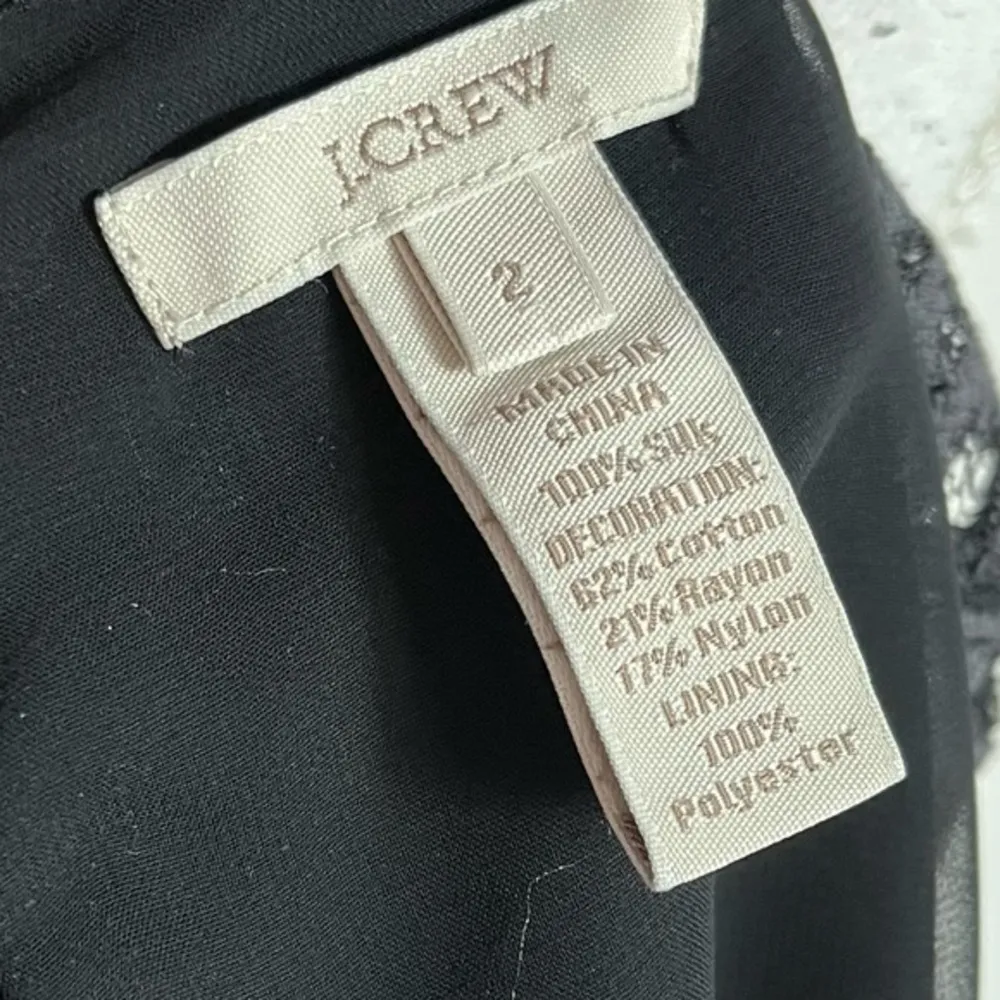 J.CREW
2
MADE IN
CHINA
100% Silk
DECORATION:
62% Cotton
21% Rayon
17% Nylon
LINING:
100%
Polyester